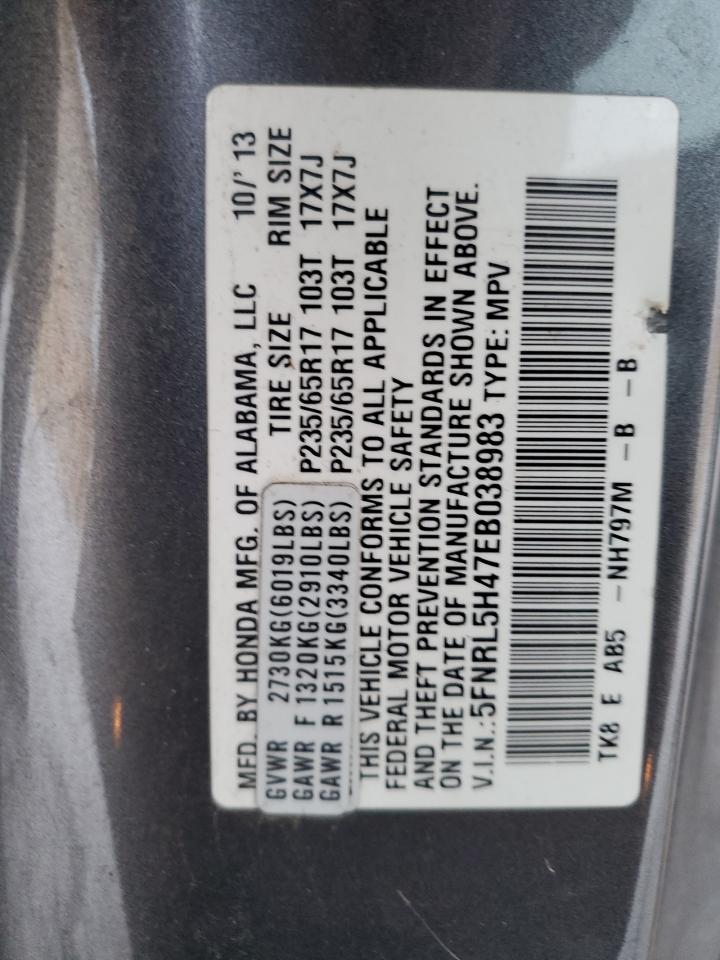 MFD. BY HONDA MFG. OF ALABAMA, LLC 10/' 13
GVWR 2730KG(6019LBS) TIRE SIZE RIM SIZE
GAWR F 1320KG(2910LBS) P235/65R17 103T 17X7J
GAWR R 1515KG(3340LBS) P235/65R17 103T 17X7J
THIS VEHICLE CONFORMS TO ALL APPLICABLE
FEDERAL MOTOR VEHICLE SAFETY
AND THEFT PREVENTION STANDARDS IN EFFECT
ON THE DATE OF MANUFACTURE SHOWN ABOVE.
V.I.N.:5FNRL5H47EB038983 TYPE: MPV
TK8 E AB5 -NH797M -B -B